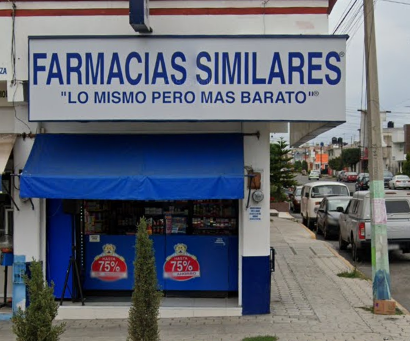 FARMACIAS SIMILARES®
"LO MISMO PERO MAS BARATO"®
75%
75%